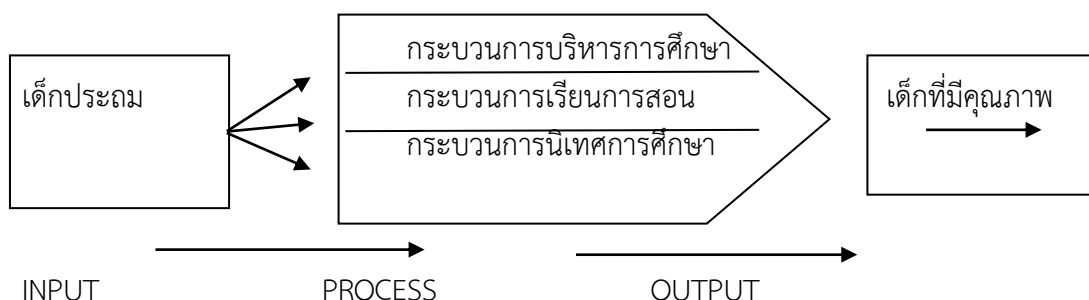 กระบวนการบริหารการศึกษา
เด็กประถม
กระบวนการเรียนการสอน
เด็กที่มีคุณภาพ
กระบวนการนิเทศการศึกษา
INPUT PROCESS OUTPUT